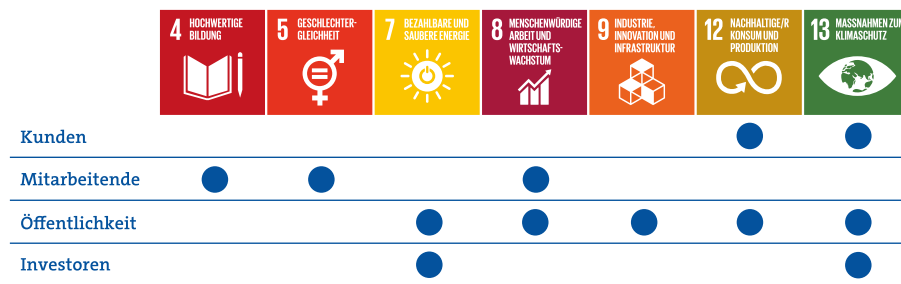 4 HOCHWERTIGE
BILDUNG
5 GESCHLECHTER-
GLEICHHEIT
7 BEZAHLBARE UND
SAUBERE ENERGIE
8 MENSCHENWÜRDIGE
ARBEIT UND
WIRTSCHAFTS-
WACHSTUM
9 INDUSTRIE,
INNOVATION UND
INFRASTRUKTUR
12 NACHHALTIGE/R
KONSUM UND
PRODUKTION
13 MASSNAHMEN ZUM
KLIMASCHUTZ
Kunden
Mitarbeitende
Öffentlichkeit
Investoren